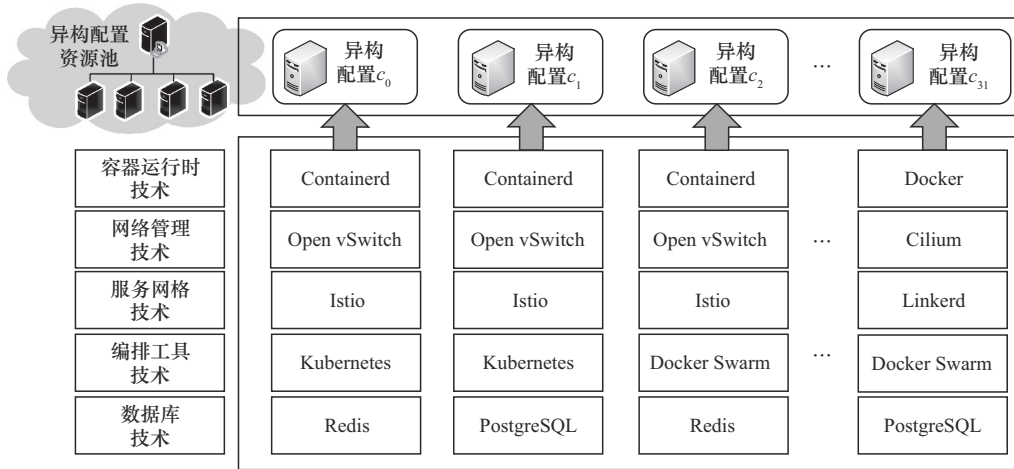 异构配置
资源池
异构
配置c0
异构
配置c1
异构
配置c2
...
异构
配置c31
容器运行时
技术
Containerd
Containerd
Containerd
Docker
网络管理
技术
Open vSwitch
Open vSwitch
Open vSwitch
...
Cilium
服务网格
技术
Istio
Istio
Istio
Linkerd
编排工具
技术
Kubernetes
Kubernetes
Docker Swarm
...
Docker Swarm
数据库
技术
Redis
PostgreSQL
Redis
PostgreSQL